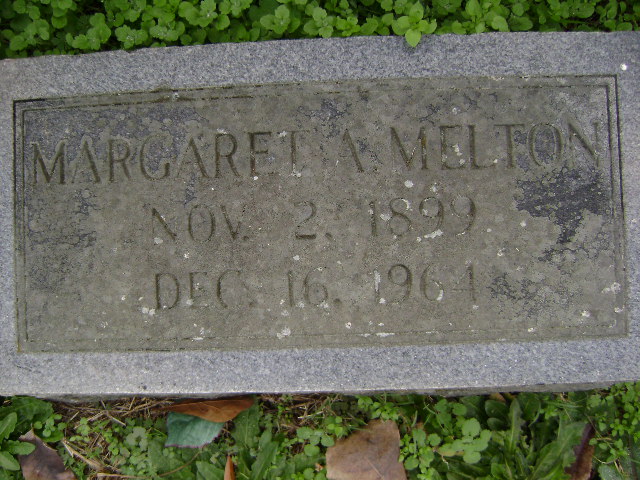 MARGARET A. MELTON
NOV. 2. 1899
DEC. 16. 1964